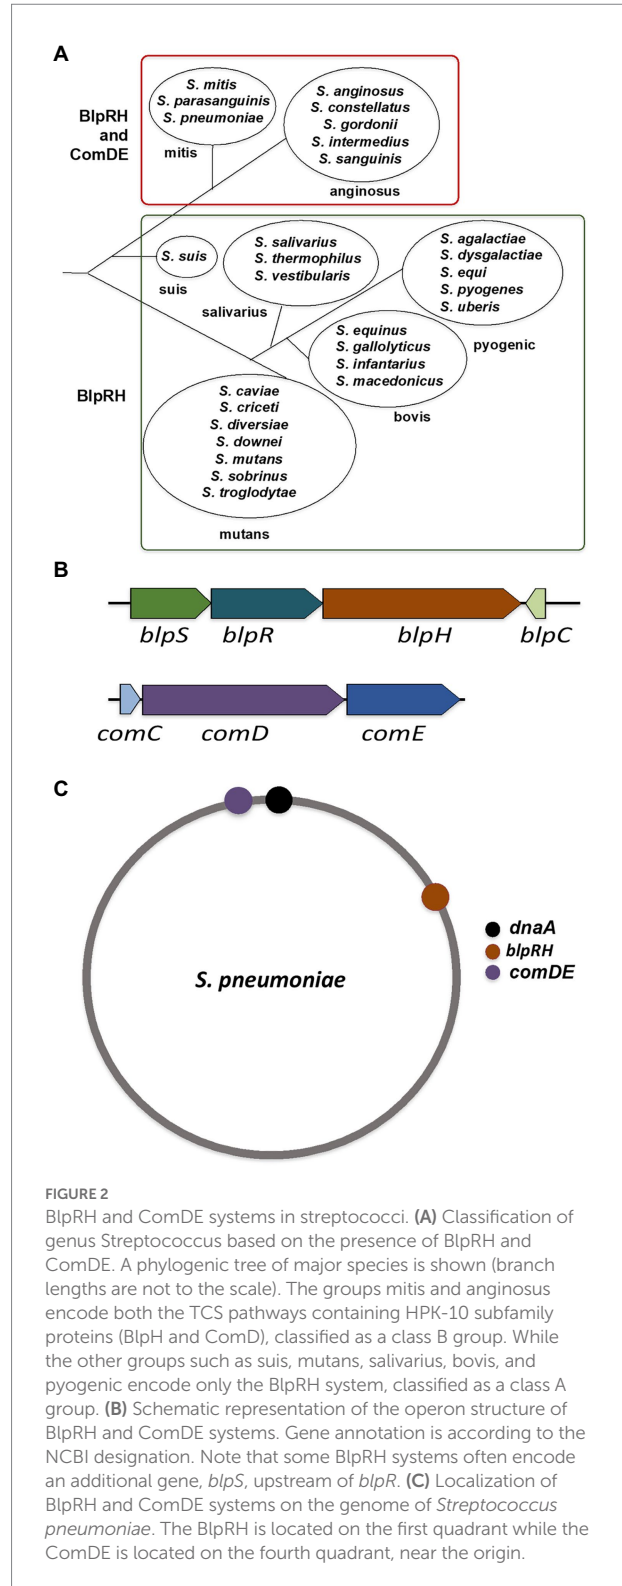 A
BlpRH
and
ComDE
S. mitis
S. parasanguinis
S. pneumoniae
mitis
S. anginosus
S. constellatus
S. gordonii
S. intermedius
S. sanguinis
anginosus
BlpRH
S. suis
suis
S. salivarius
S. thermophilus
S. vestibularis
salivarius
S. agalactiae
S. dysgalactiae
S. equi
S. pyogenes
S. uberis
pyogenic
S. equinus
S. gallolyticus
S. infantarius
S. macedonicus
bovis
S. caviae
S. criceti
S. diversiae
S. downei
S. mutans
S. sobrinus
S. troglodytae
mutans
B
blpS blpR blpH blpC
comC comD comE
C
S. pneumoniae
dnaA
blpRH
comDE
FIGURE 2
BlpRH and ComDE systems in streptococci. (A) Classification of
genus Streptococcus based on the presence of BlpRH and
ComDE. A phylogenic tree of major species is shown (branch
lengths are not to the scale). The groups mitis and anginosus
encode both the TCS pathways containing HPK-10 subfamily
proteins (BlpH and ComD), classified as a class B group. While
the other groups such as suis, mutans, salivarius, bovis, and
pyogenic encode only the BlpRH system, classified as a class A
group. (B) Schematic representation of the operon structure of
BlpRH and ComDE systems. Gene annotation is according to the
NCBI designation. Note that some BlpRH systems often encode
an additional gene, blpS, upstream of blpR. (C) Localization of
BlpRH and ComDE systems on the genome of Streptococcus
pneumoniae. The BlpRH is located on the first quadrant while the
ComDE is located on the fourth quadrant, near the origin.